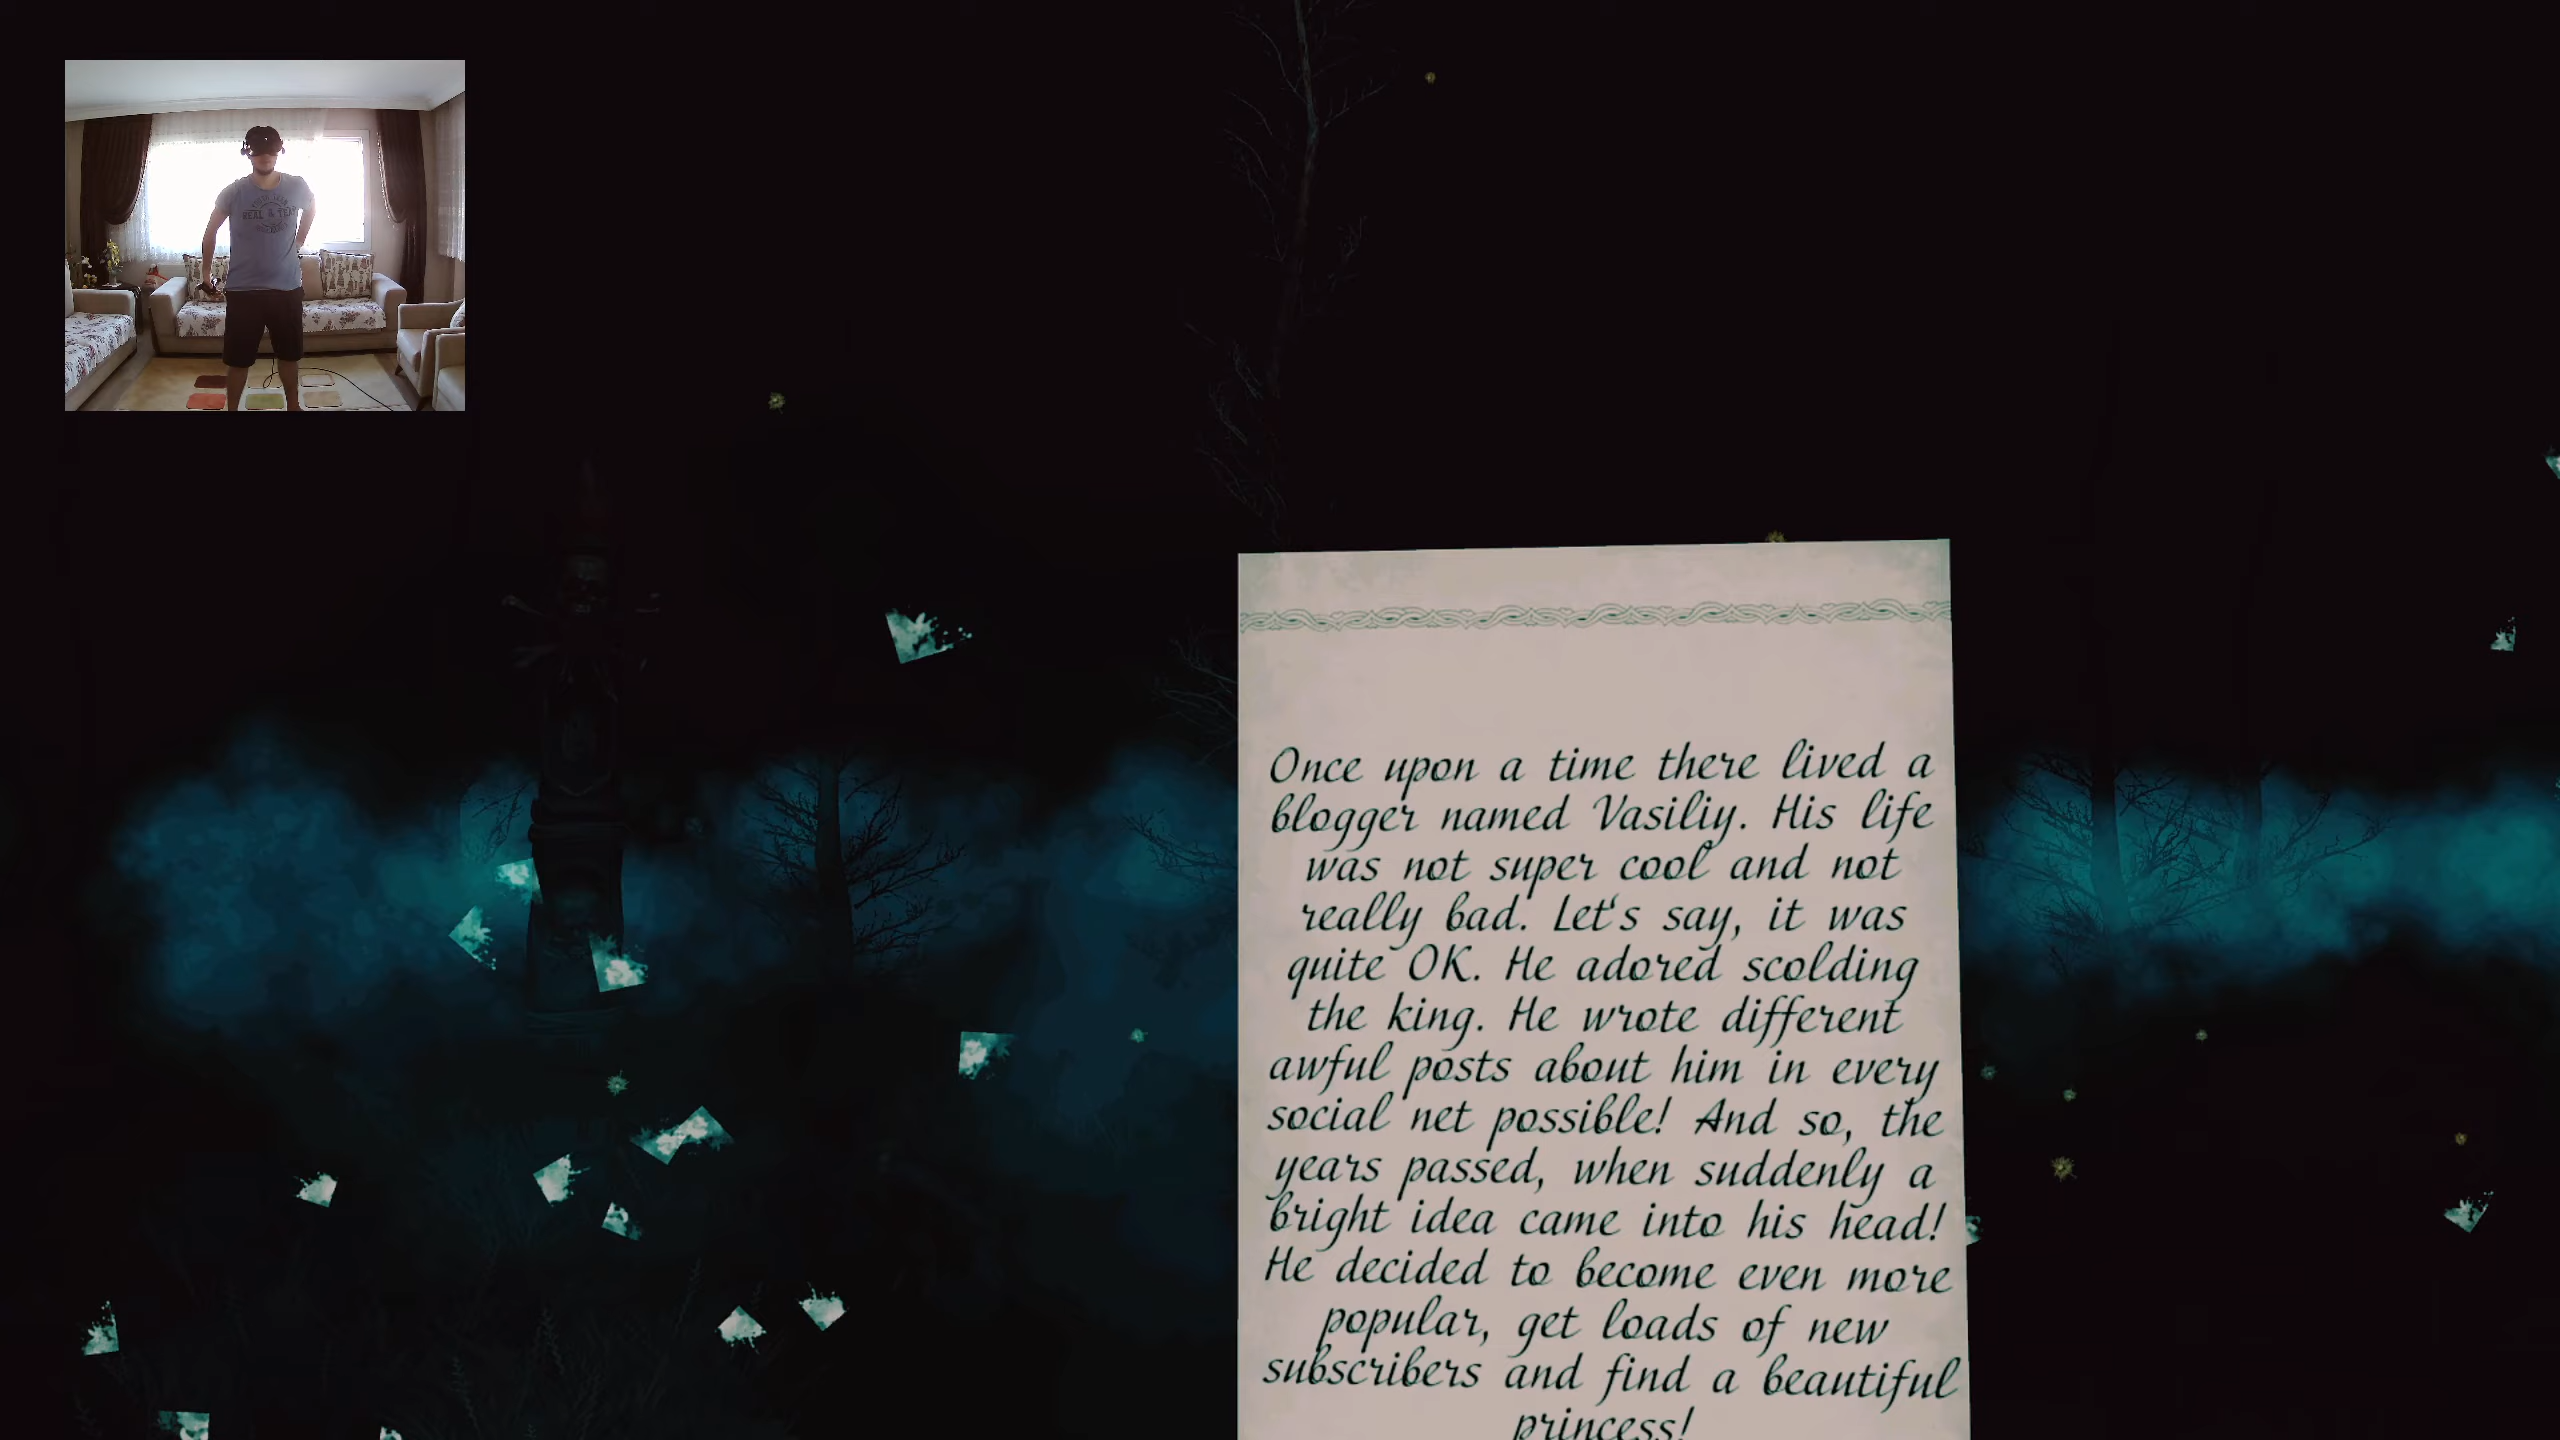 REAL & TEAM
Once upon a time there lived a
blogger named Vasiliy. His life
was not super cool and not
really bad. Let's say, it was
quite OK. He adored scolding
the king. He wrote different
awful posts about him in every
social net possible! And so, the
years passed, when suddenly a
bright idea came into his head!
He decided to become even more
popular, get loads of new
subscribers and find a beautiful
princess!